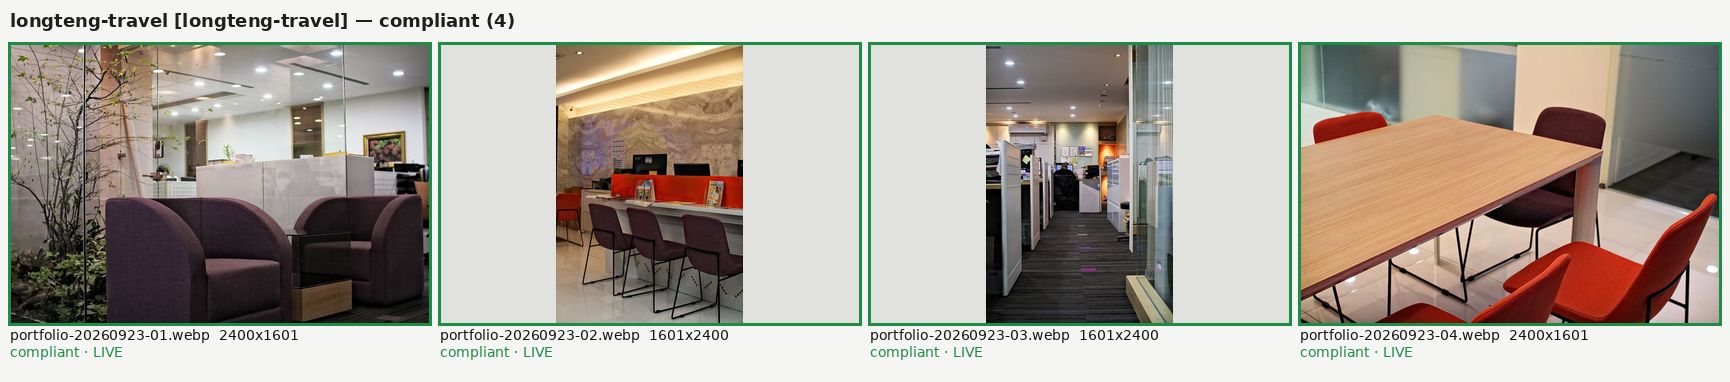 longteng-travel [longteng-travel] — compliant (4)
portfolio-20260923-01.webp  2400x1601
compliant · LIVE
portfolio-20260923-02.webp  1601x2400
compliant · LIVE
portfolio-20260923-03.webp  1601x2400
compliant · LIVE
portfolio-20260923-04.webp  2400x1601
compliant · LIVE